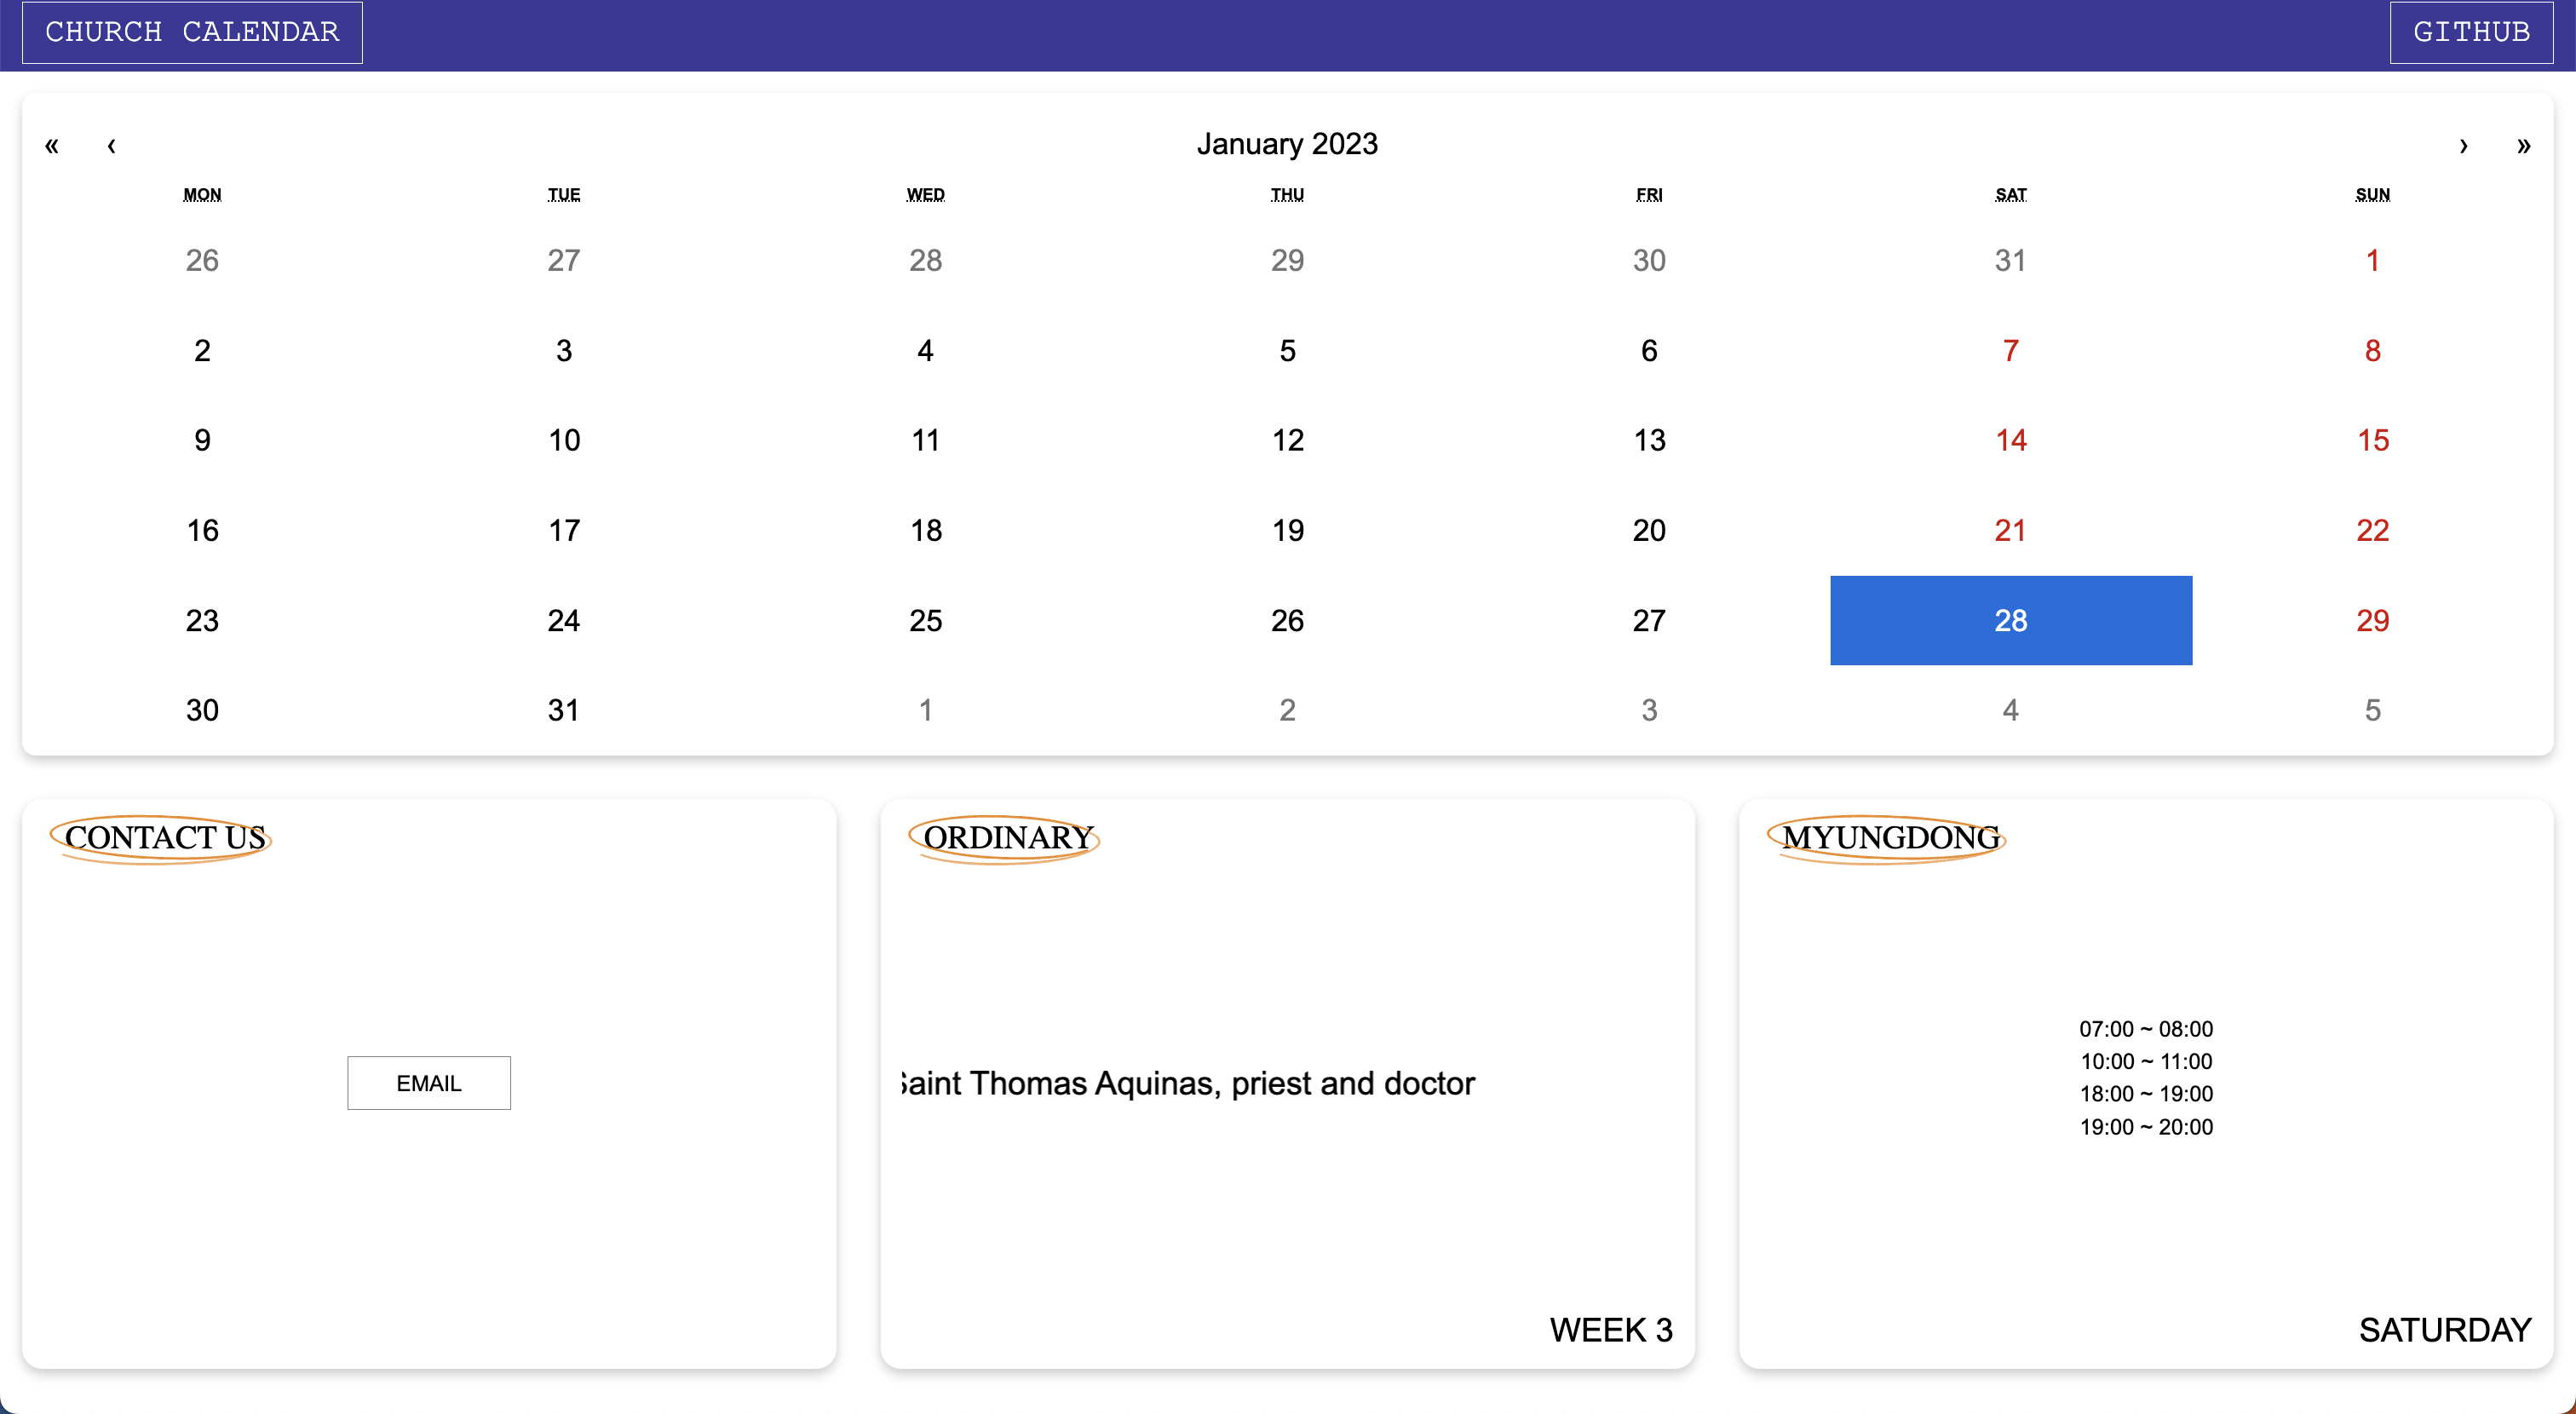 CHURCH CALENDAR GITHUB
« ‹ January 2023 › »
MON TUE WED THU FRI SAT SUN
26 27 28 29 30 31 1
2 3 4 5 6 7 8
9 10 11 12 13 14 15
16 17 18 19 20 21 22
23 24 25 26 27 28 29
30 31 1 2 3 4 5
CONTACT US
EMAIL
ORDINARY
Saint Thomas Aquinas, priest and doctor
WEEK 3
MYUNGDONG
07:00 ~ 08:00
10:00 ~ 11:00
18:00 ~ 19:00
19:00 ~ 20:00
SATURDAY